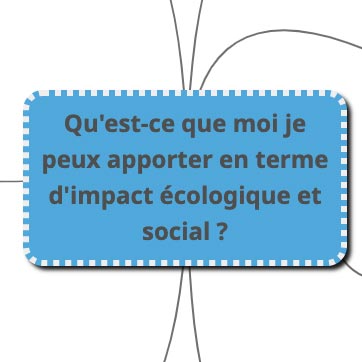 Qu'est-ce que moi je
peux apporter en terme
d'impact écologique et
social ?